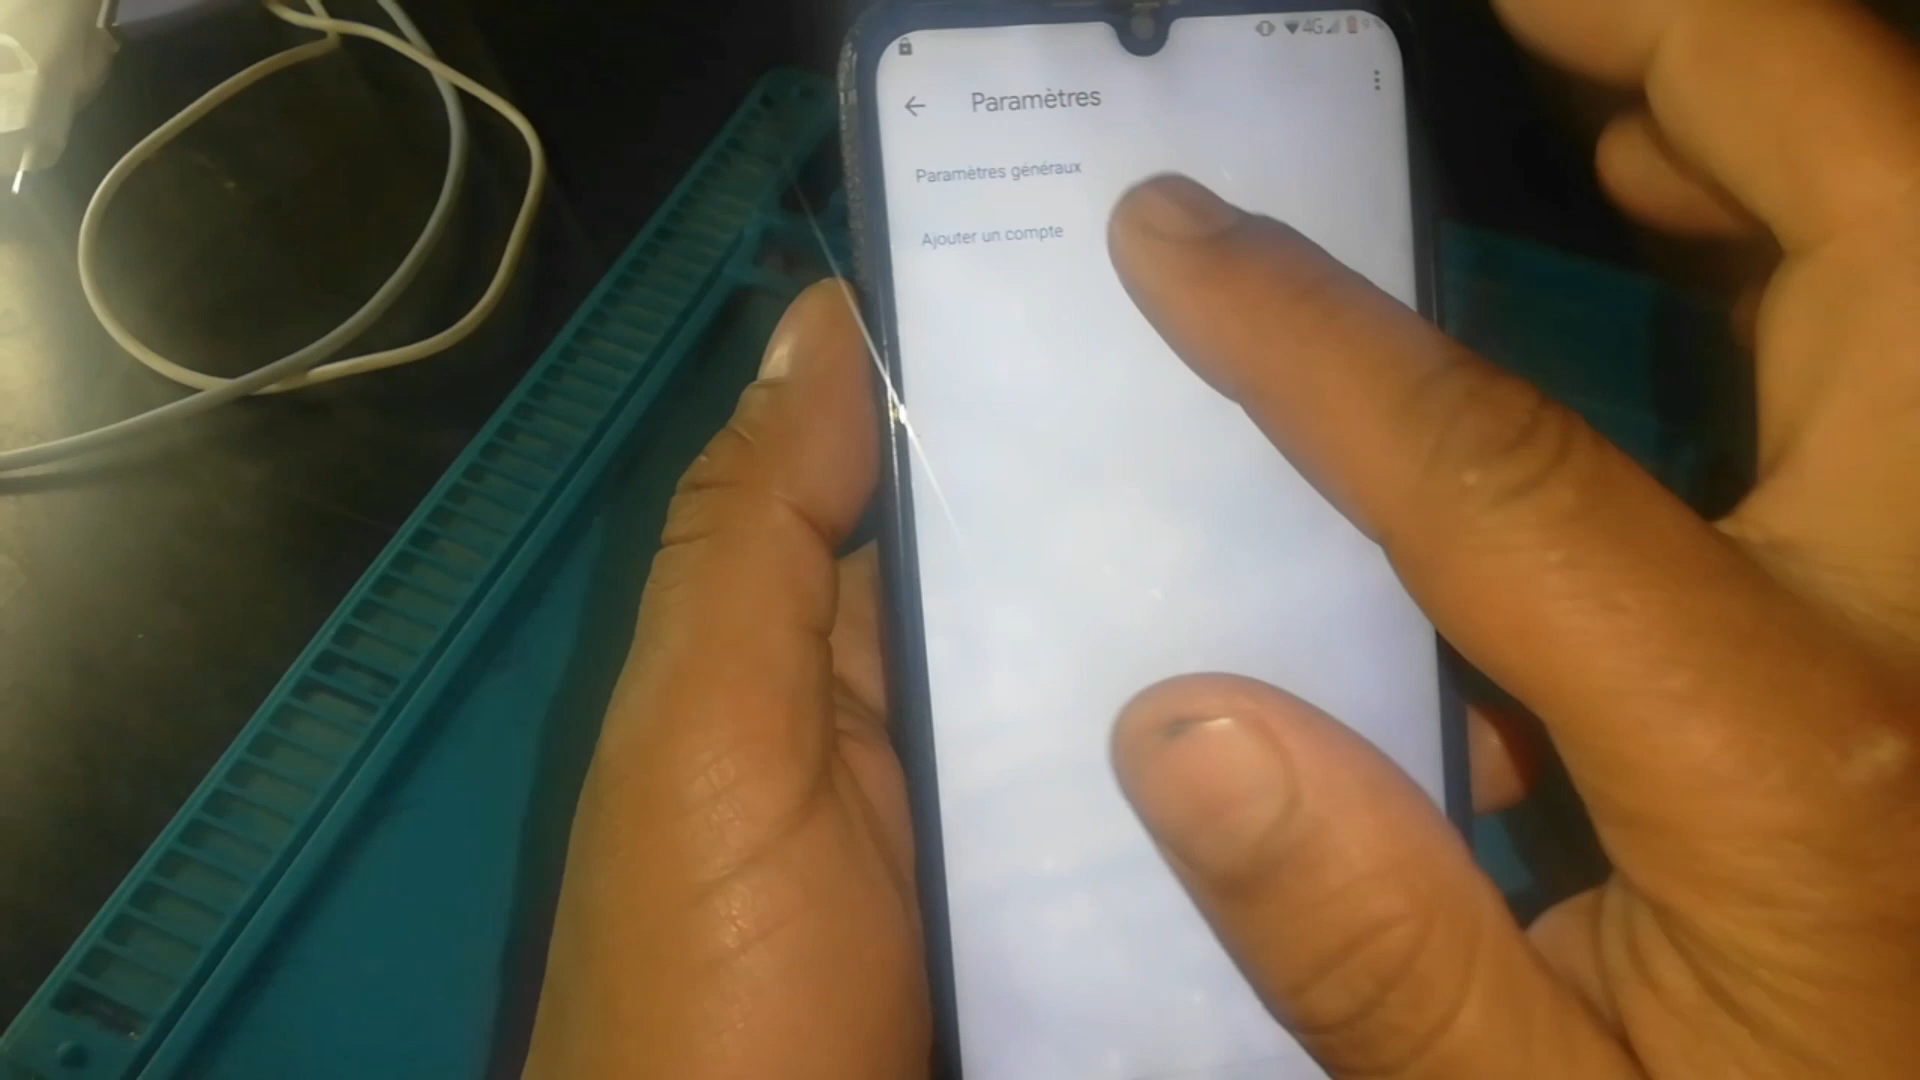 4G
Paramètres
Paramètres généraux
Ajouter un compte